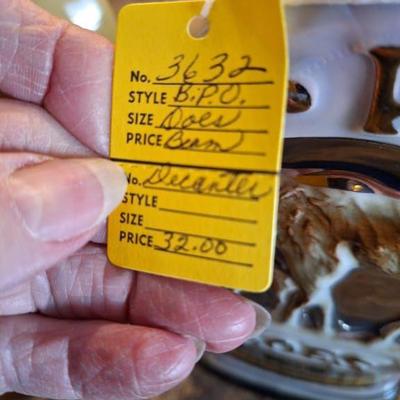 No. 3632
STYLE B.P.O.
SIZE Does
PRICE Beam
No. Decanter
STYLE
SIZE
PRICE 32.00
P